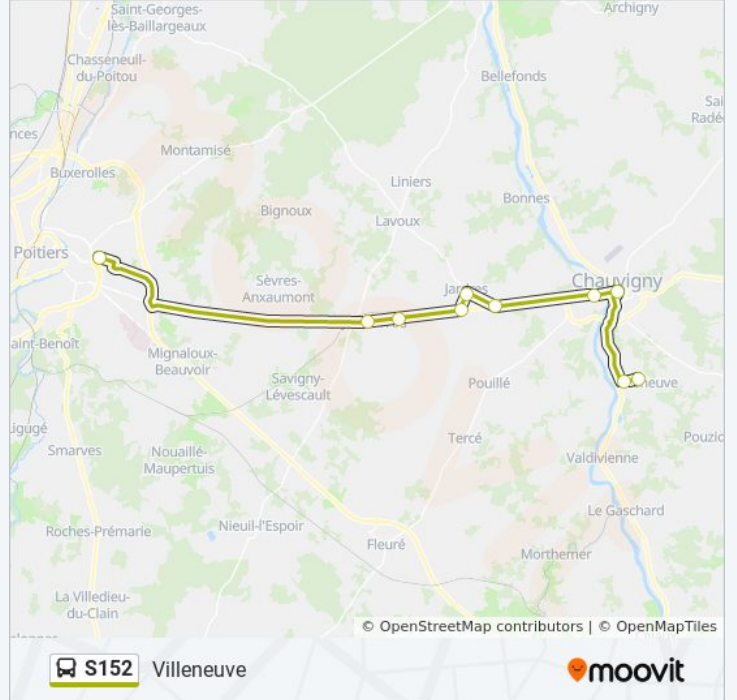 Saint-Georges-
lès-Baillargeaux
Archigny
Chasseneuil-
du-Poitou
Bellefonds
Sai
Radé
nces
Montamisé
Buxerolles
Liniers
Bonnes
Bignoux
Lavoux
Poitiers
Sèvres-
Anxaumont
Chauvigny
aint-Benoît
Mignaloux-
Beauvoir
Savigny-
Lévescault
Pouillé
neuve
igugé
Smarves
Nouaillé-
Maupertuis
Tercé
Pouzio
Valdivienne
Le Gaschard
Roches-Prémarie
Nieuil-l'Espoir
Fleuré
Morthemer
La Villedieu-
du-Clain
© OpenStreetMap contributors | © OpenMapTiles
S152 Villeneuve
moovit